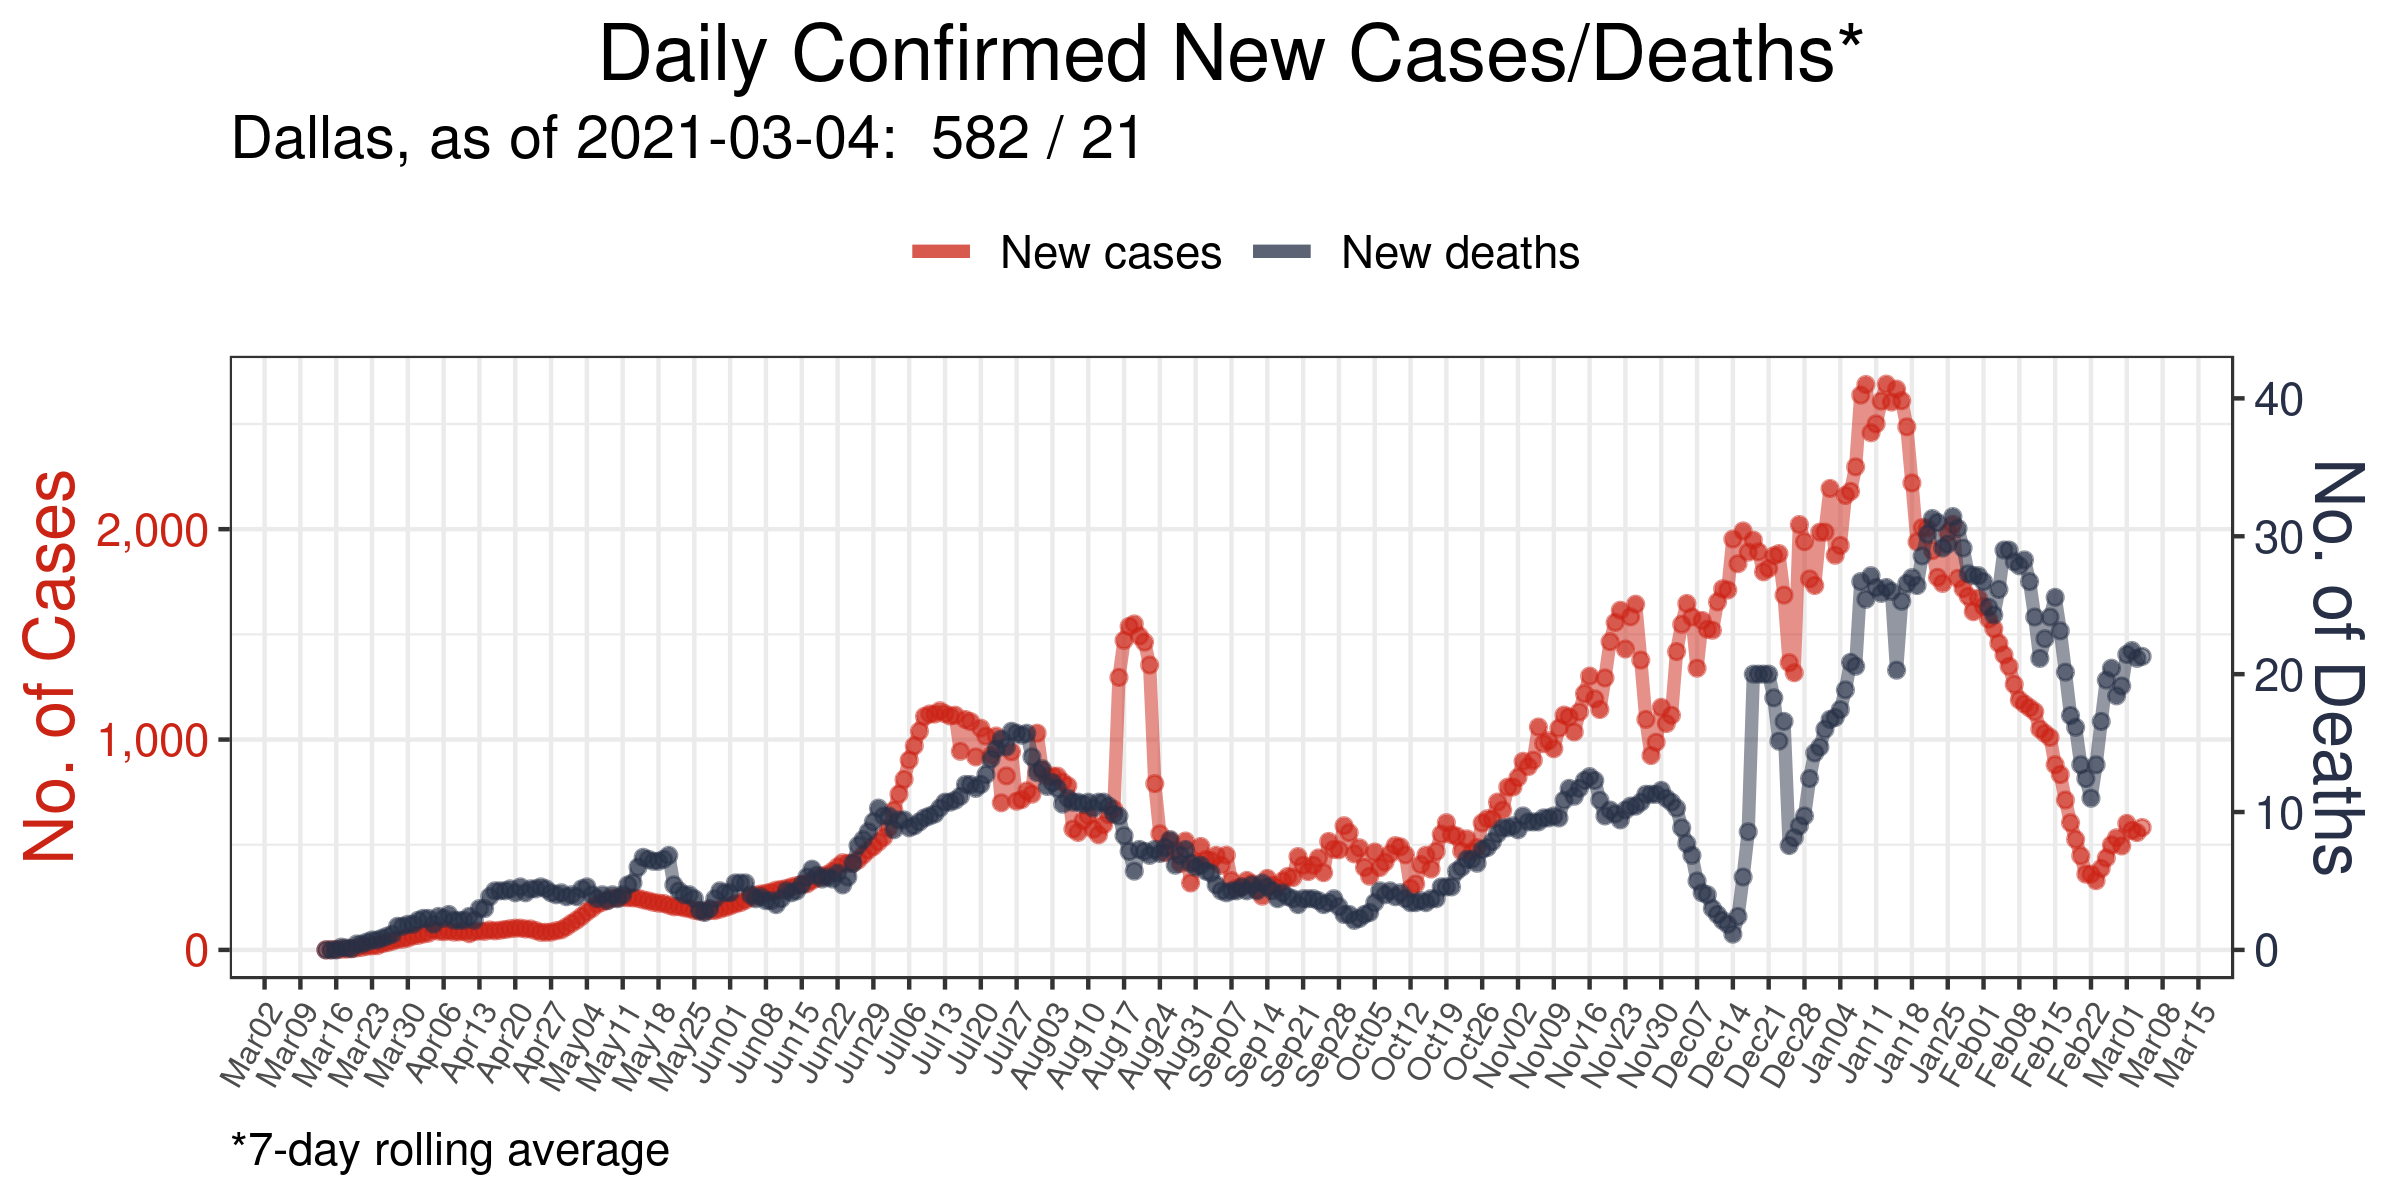 Daily Confirmed New Cases/Deaths*
Dallas, as of 2021-03-04:  582 / 21
New cases
New deaths
No. of Cases
2,000
1,000
0
40
30
20
10
0
No. of Deaths
Mar02
Mar09
Mar16
Mar23
Mar30
Apr06
Apr13
Apr20
Apr27
May04
May11
May18
May25
Jun01
Jun08
Jun15
Jun22
Jun29
Jul06
Jul13
Jul20
Jul27
Aug03
Aug10
Aug17
Aug24
Aug31
Sep07
Sep14
Sep21
Sep28
Oct05
Oct12
Oct19
Oct26
Nov02
Nov09
Nov16
Nov23
Nov30
Dec07
Dec14
Dec21
Dec28
Jan04
Jan11
Jan18
Jan25
Feb01
Feb08
Feb15
Feb22
Mar01
Mar08
Mar15
*7-day rolling average